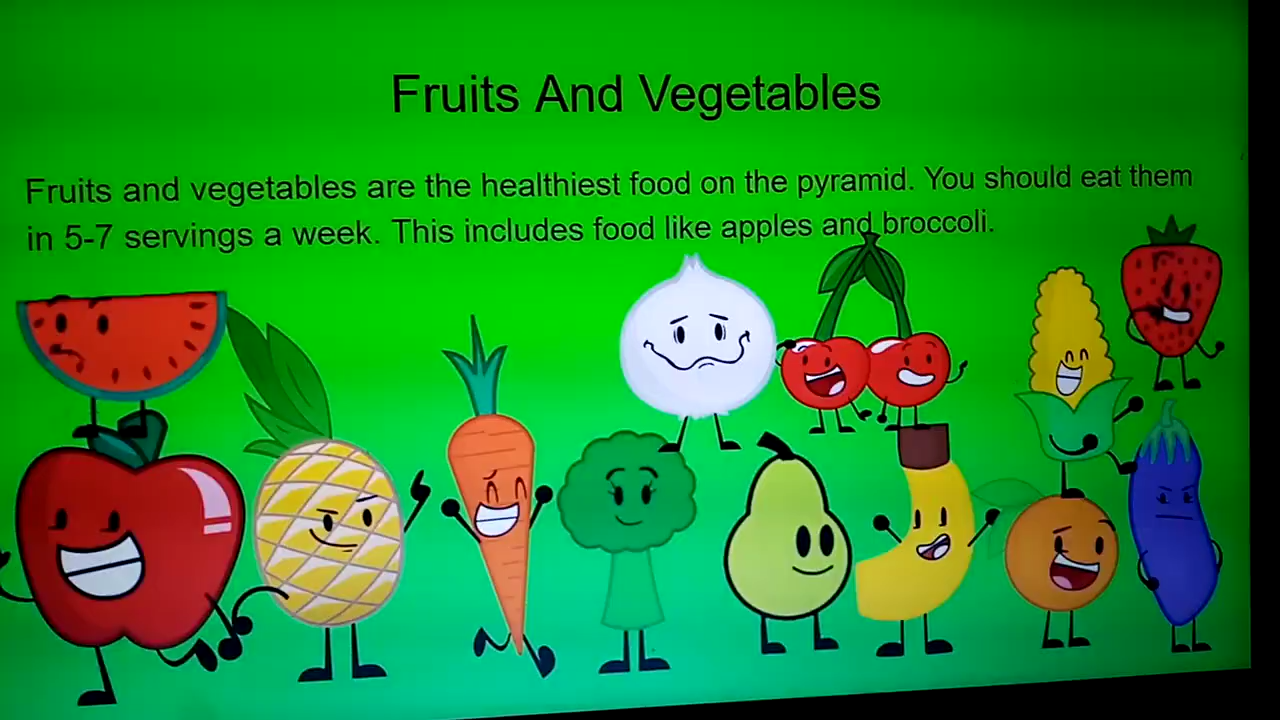 Fruits And Vegetables
Fruits and vegetables are the healthiest food on the pyramid. You should eat them
in 5-7 servings a week. This includes food like apples and broccoli.